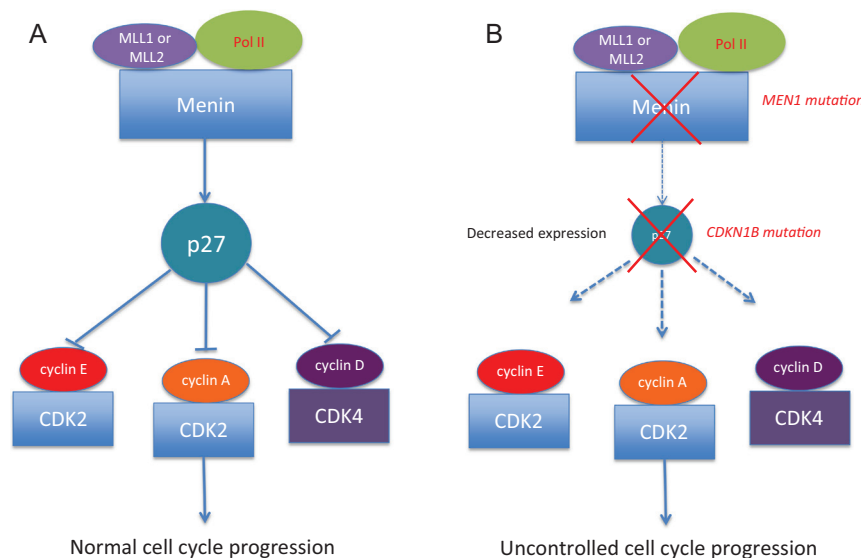 A
MLL1 or
MLL2
Pol II
Menin
p27
cyclin E
CDK2
cyclin A
CDK2
cyclin D
CDK4
Normal cell cycle progression
B
MLL1 or
MLL2
Pol II
Menin
MEN1 mutation
Decreased expression
p27
CDKN1B mutation
cyclin E
CDK2
cyclin A
CDK2
cyclin D
CDK4
Uncontrolled cell cycle progression